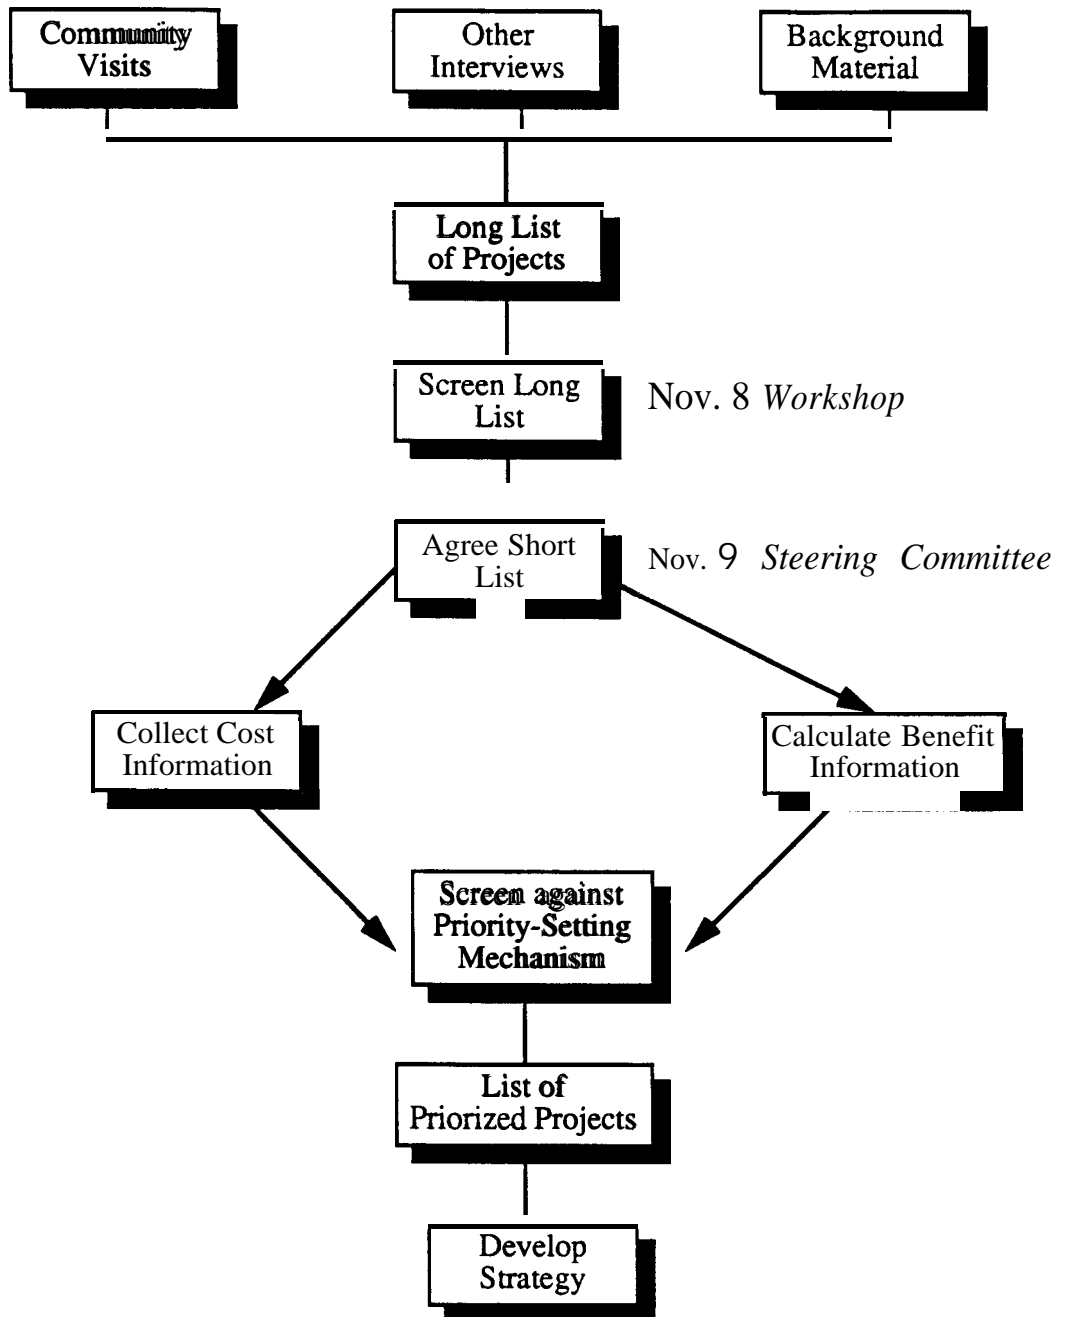 Community
Visits
Other
Interviews
Background
Material
Long List
of Projects
Screen Long
List
Nov. 8 Workshop
Agree Short
List
Nov. 9 Steering Committee
Collect Cost
Information
Calculate Benefit
Information
Screen against
Priority-Setting
Mechanism
List of
Priorized Projects
Develop
Strategy